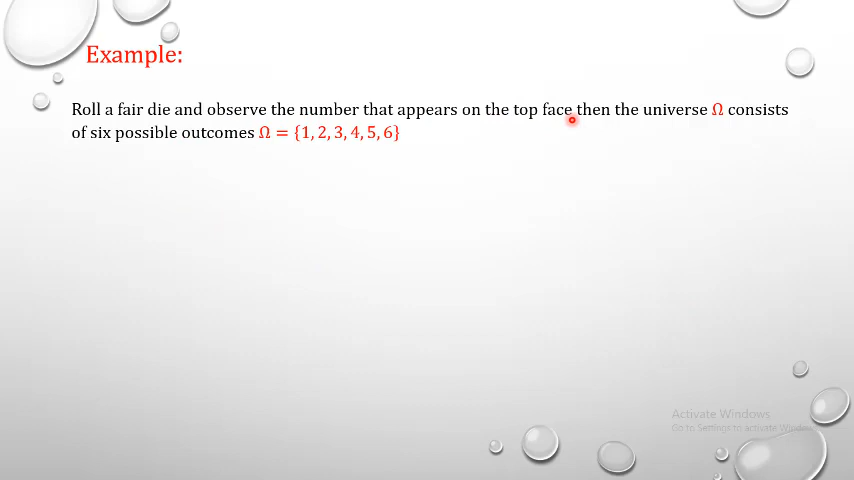 Example:
Roll a fair die and observe the number that appears on the top face then the universe Ω consists
of six possible outcomes Ω = {1, 2, 3, 4, 5, 6}
Activate Windows
Go to Settings to activate Windows.